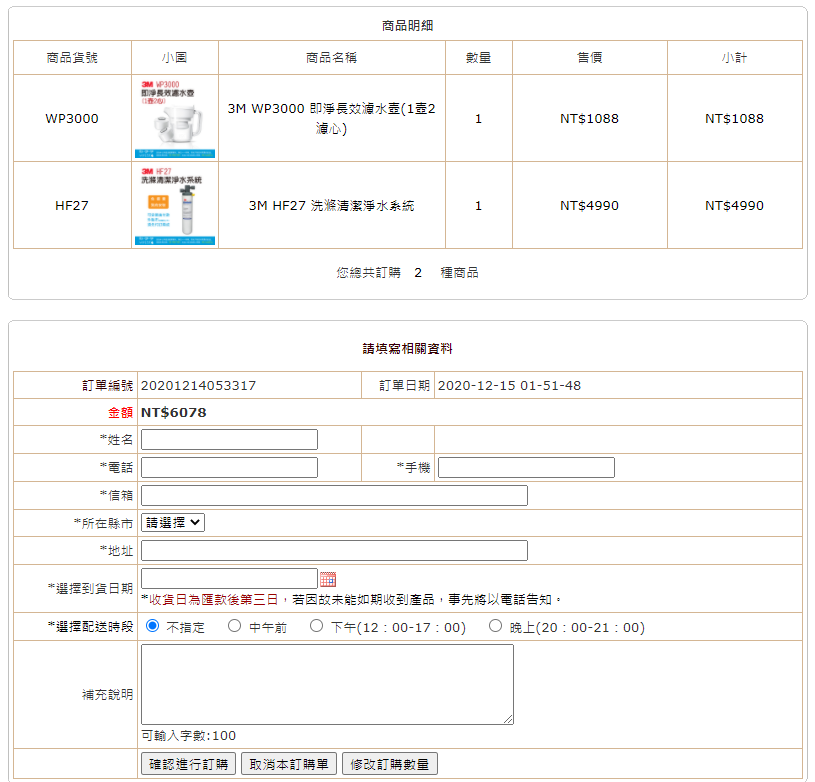 商品明細
商品貨號 小圖 商品名稱 數量 售價 小計
3M WP3000
即淨長效濾水壺
(1壺2心)
WP3000 3M WP3000 即淨長效濾水壺(1壺2
濾心) 1 NT$1088 NT$1088
3M HF27
洗滌清潔淨水系統
HF27 3M HF27 洗滌清潔淨水系統 1 NT$4990 NT$4990
您總共訂購 2 種商品
請填寫相關資料
訂單編號 20201214053317 訂單日期 2020-12-15 01-51-48
金額 NT$6078
*姓名
*電話 *手機
*信箱
*所在縣市 請選擇
*地址
*選擇到貨日期
*收貨日為匯款後第三日，若因故未能如期收到產品，事先將以電話告知。
*選擇配送時段 不指定 中午前 下午(12：00-17：00) 晚上(20：00-21：00)
補充說明
可輸入字數:100
確認進行訂購 取消本訂購單 修改訂購數量